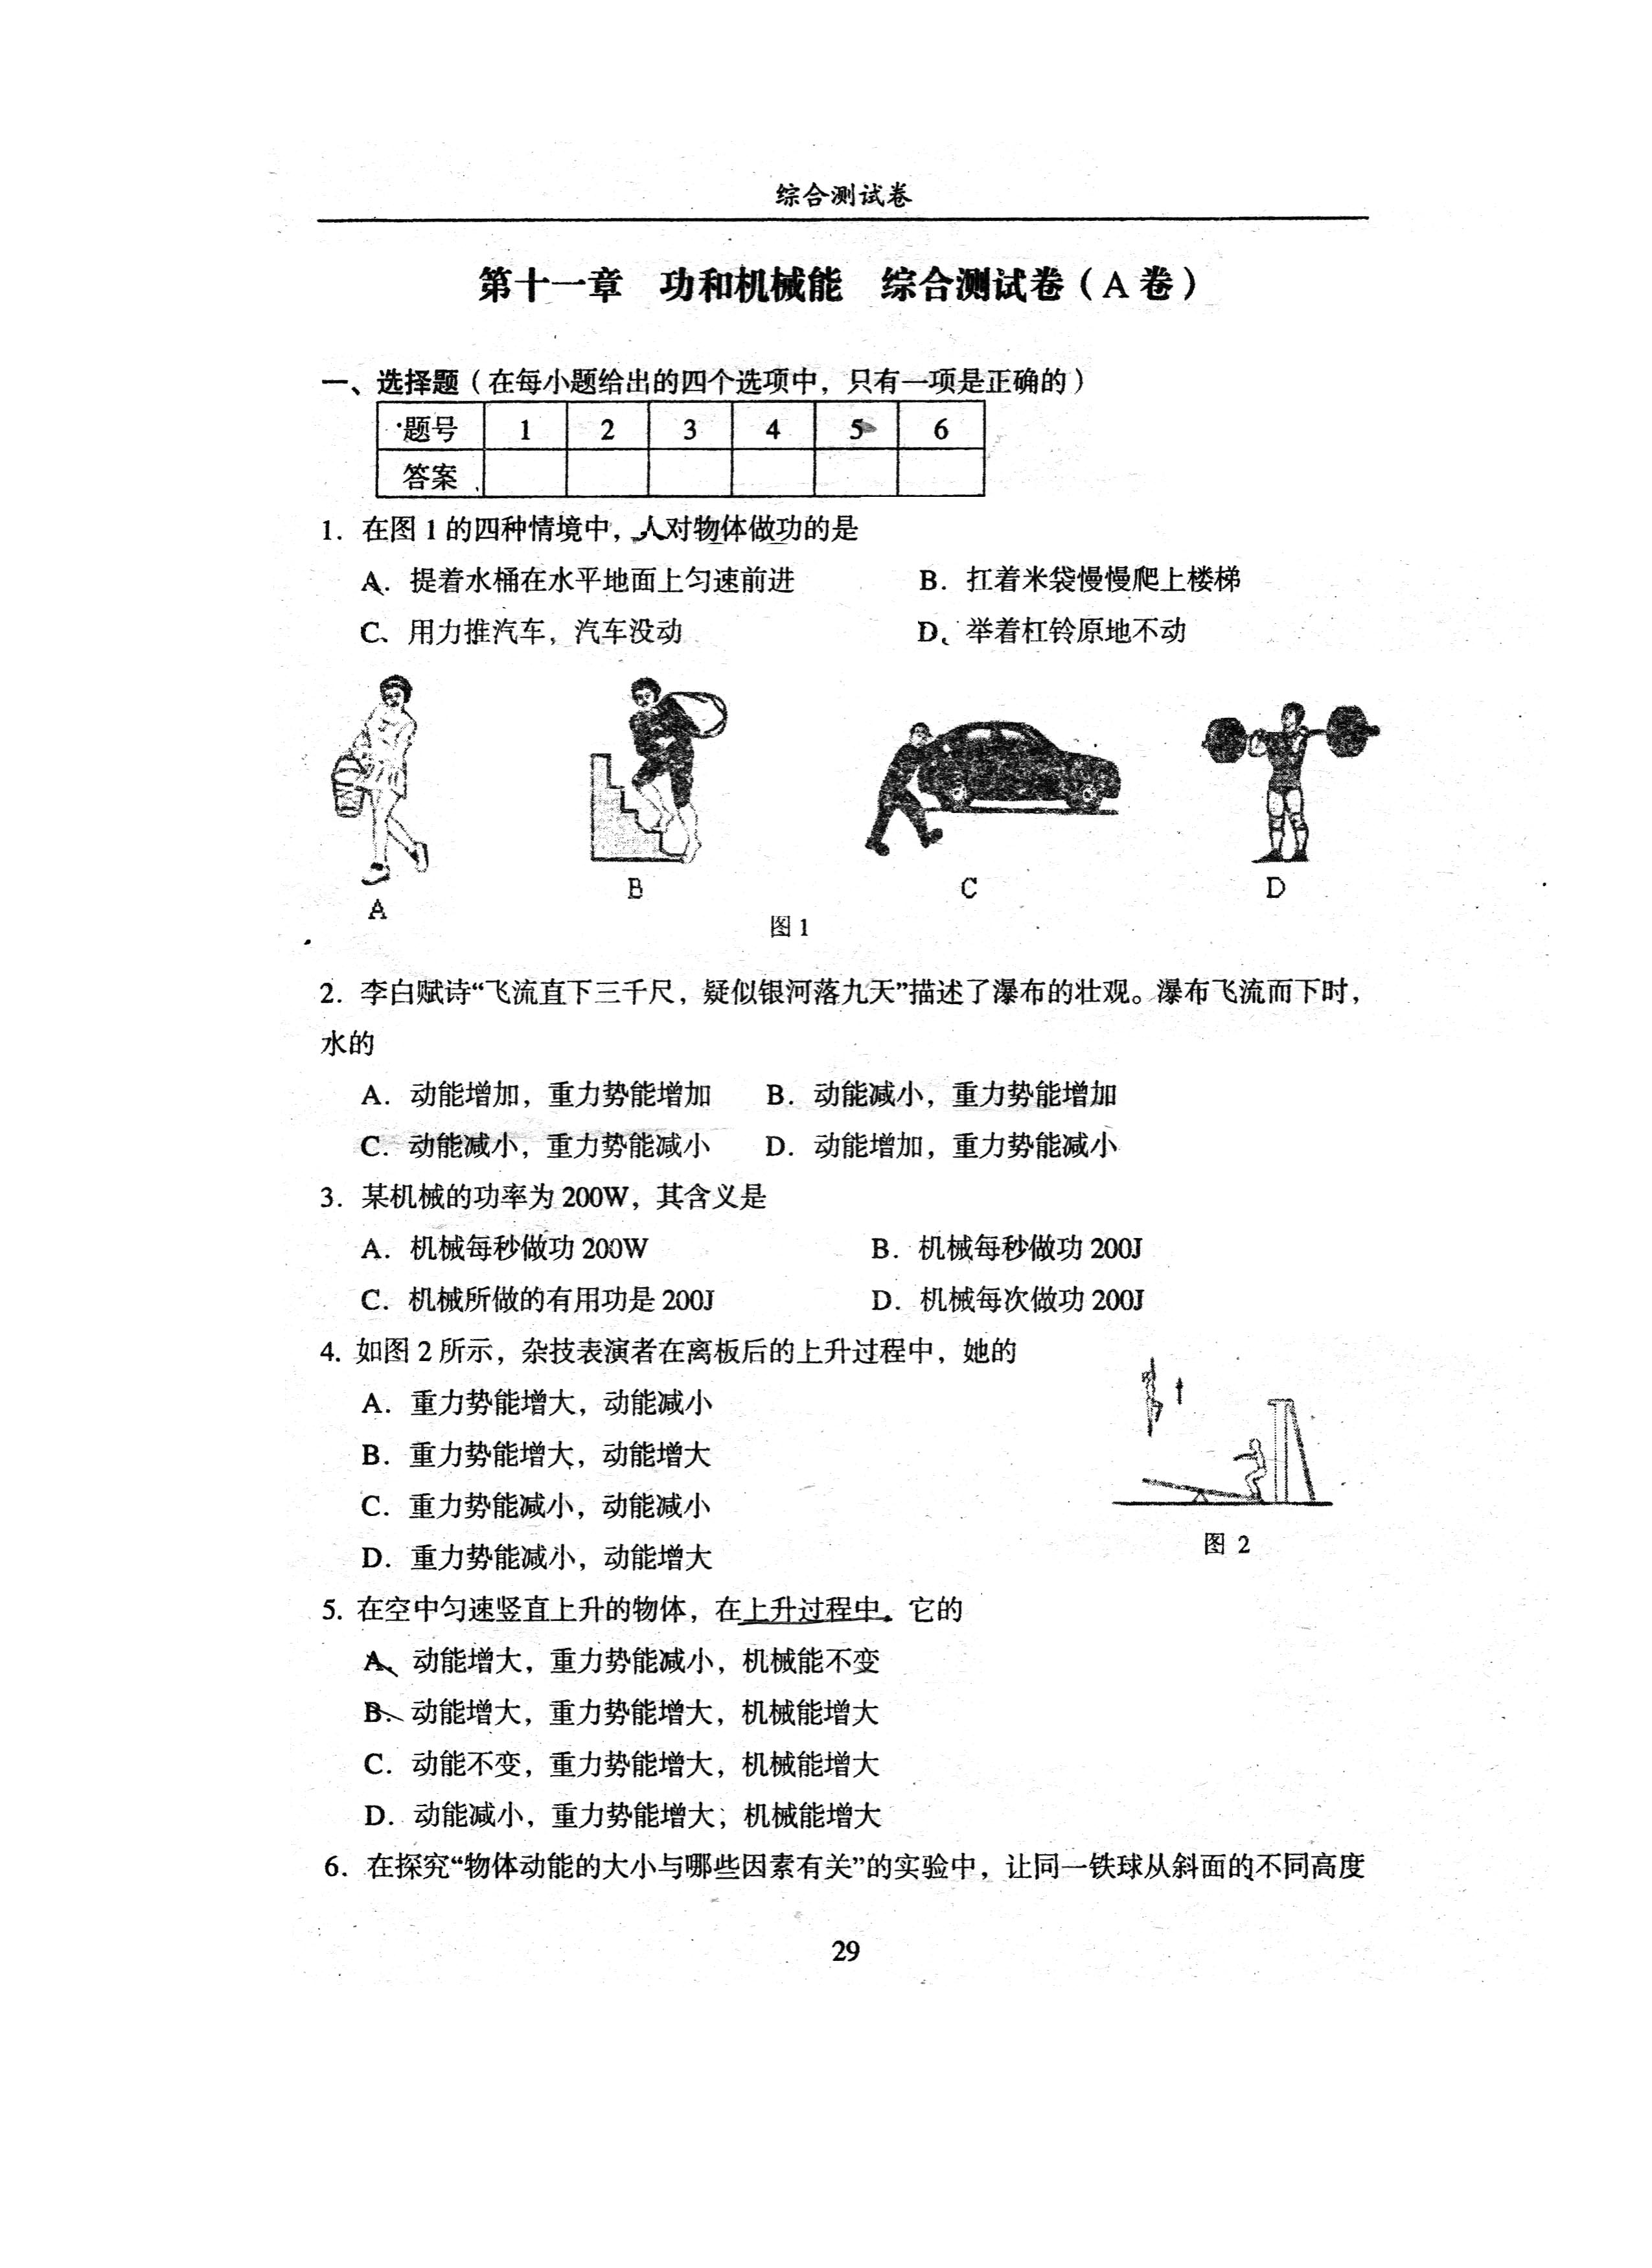 综合测试卷
第十一章 功和机械能 综合测试卷（A 卷）
一、选择题（在每小题给出的四个选项中，只有一项是正确的）
题号 1 2 3 4 5 6
答案
1. 在图 1 的四种情境中，人对物体做功的是
A. 提着水桶在水平地面上匀速前进 B. 扛着米袋慢慢爬上楼梯
C、用力推汽车，汽车没动 D、举着杠铃原地不动
A B C D
图 1
2. 李白赋诗“飞流直下三千尺，疑似银河落九天”描述了瀑布的壮观。瀑布飞流而下时，
水的
A. 动能增加，重力势能增加 B. 动能减小，重力势能增加
C. 动能减小，重力势能减小 D. 动能增加，重力势能减小
3. 某机械的功率为 200W，其含义是
A. 机械每秒做功 200W B. 机械每秒做功 200J
C. 机械所做的有用功是 200J D. 机械每次做功 200J
4. 如图 2 所示，杂技表演者在离板后的上升过程中，她的
A. 重力势能增大，动能减小
B. 重力势能增大，动能增大
C. 重力势能减小，动能减小
D. 重力势能减小，动能增大
图 2
5. 在空中匀速竖直上升的物体，在上升过程中，它的
A、动能增大，重力势能减小，机械能不变
B、动能增大，重力势能增大，机械能增大
C. 动能不变，重力势能增大，机械能增大
D. 动能减小，重力势能增大；机械能增大
6. 在探究“物体动能的大小与哪些因素有关”的实验中，让同一铁球从斜面的不同高度
29